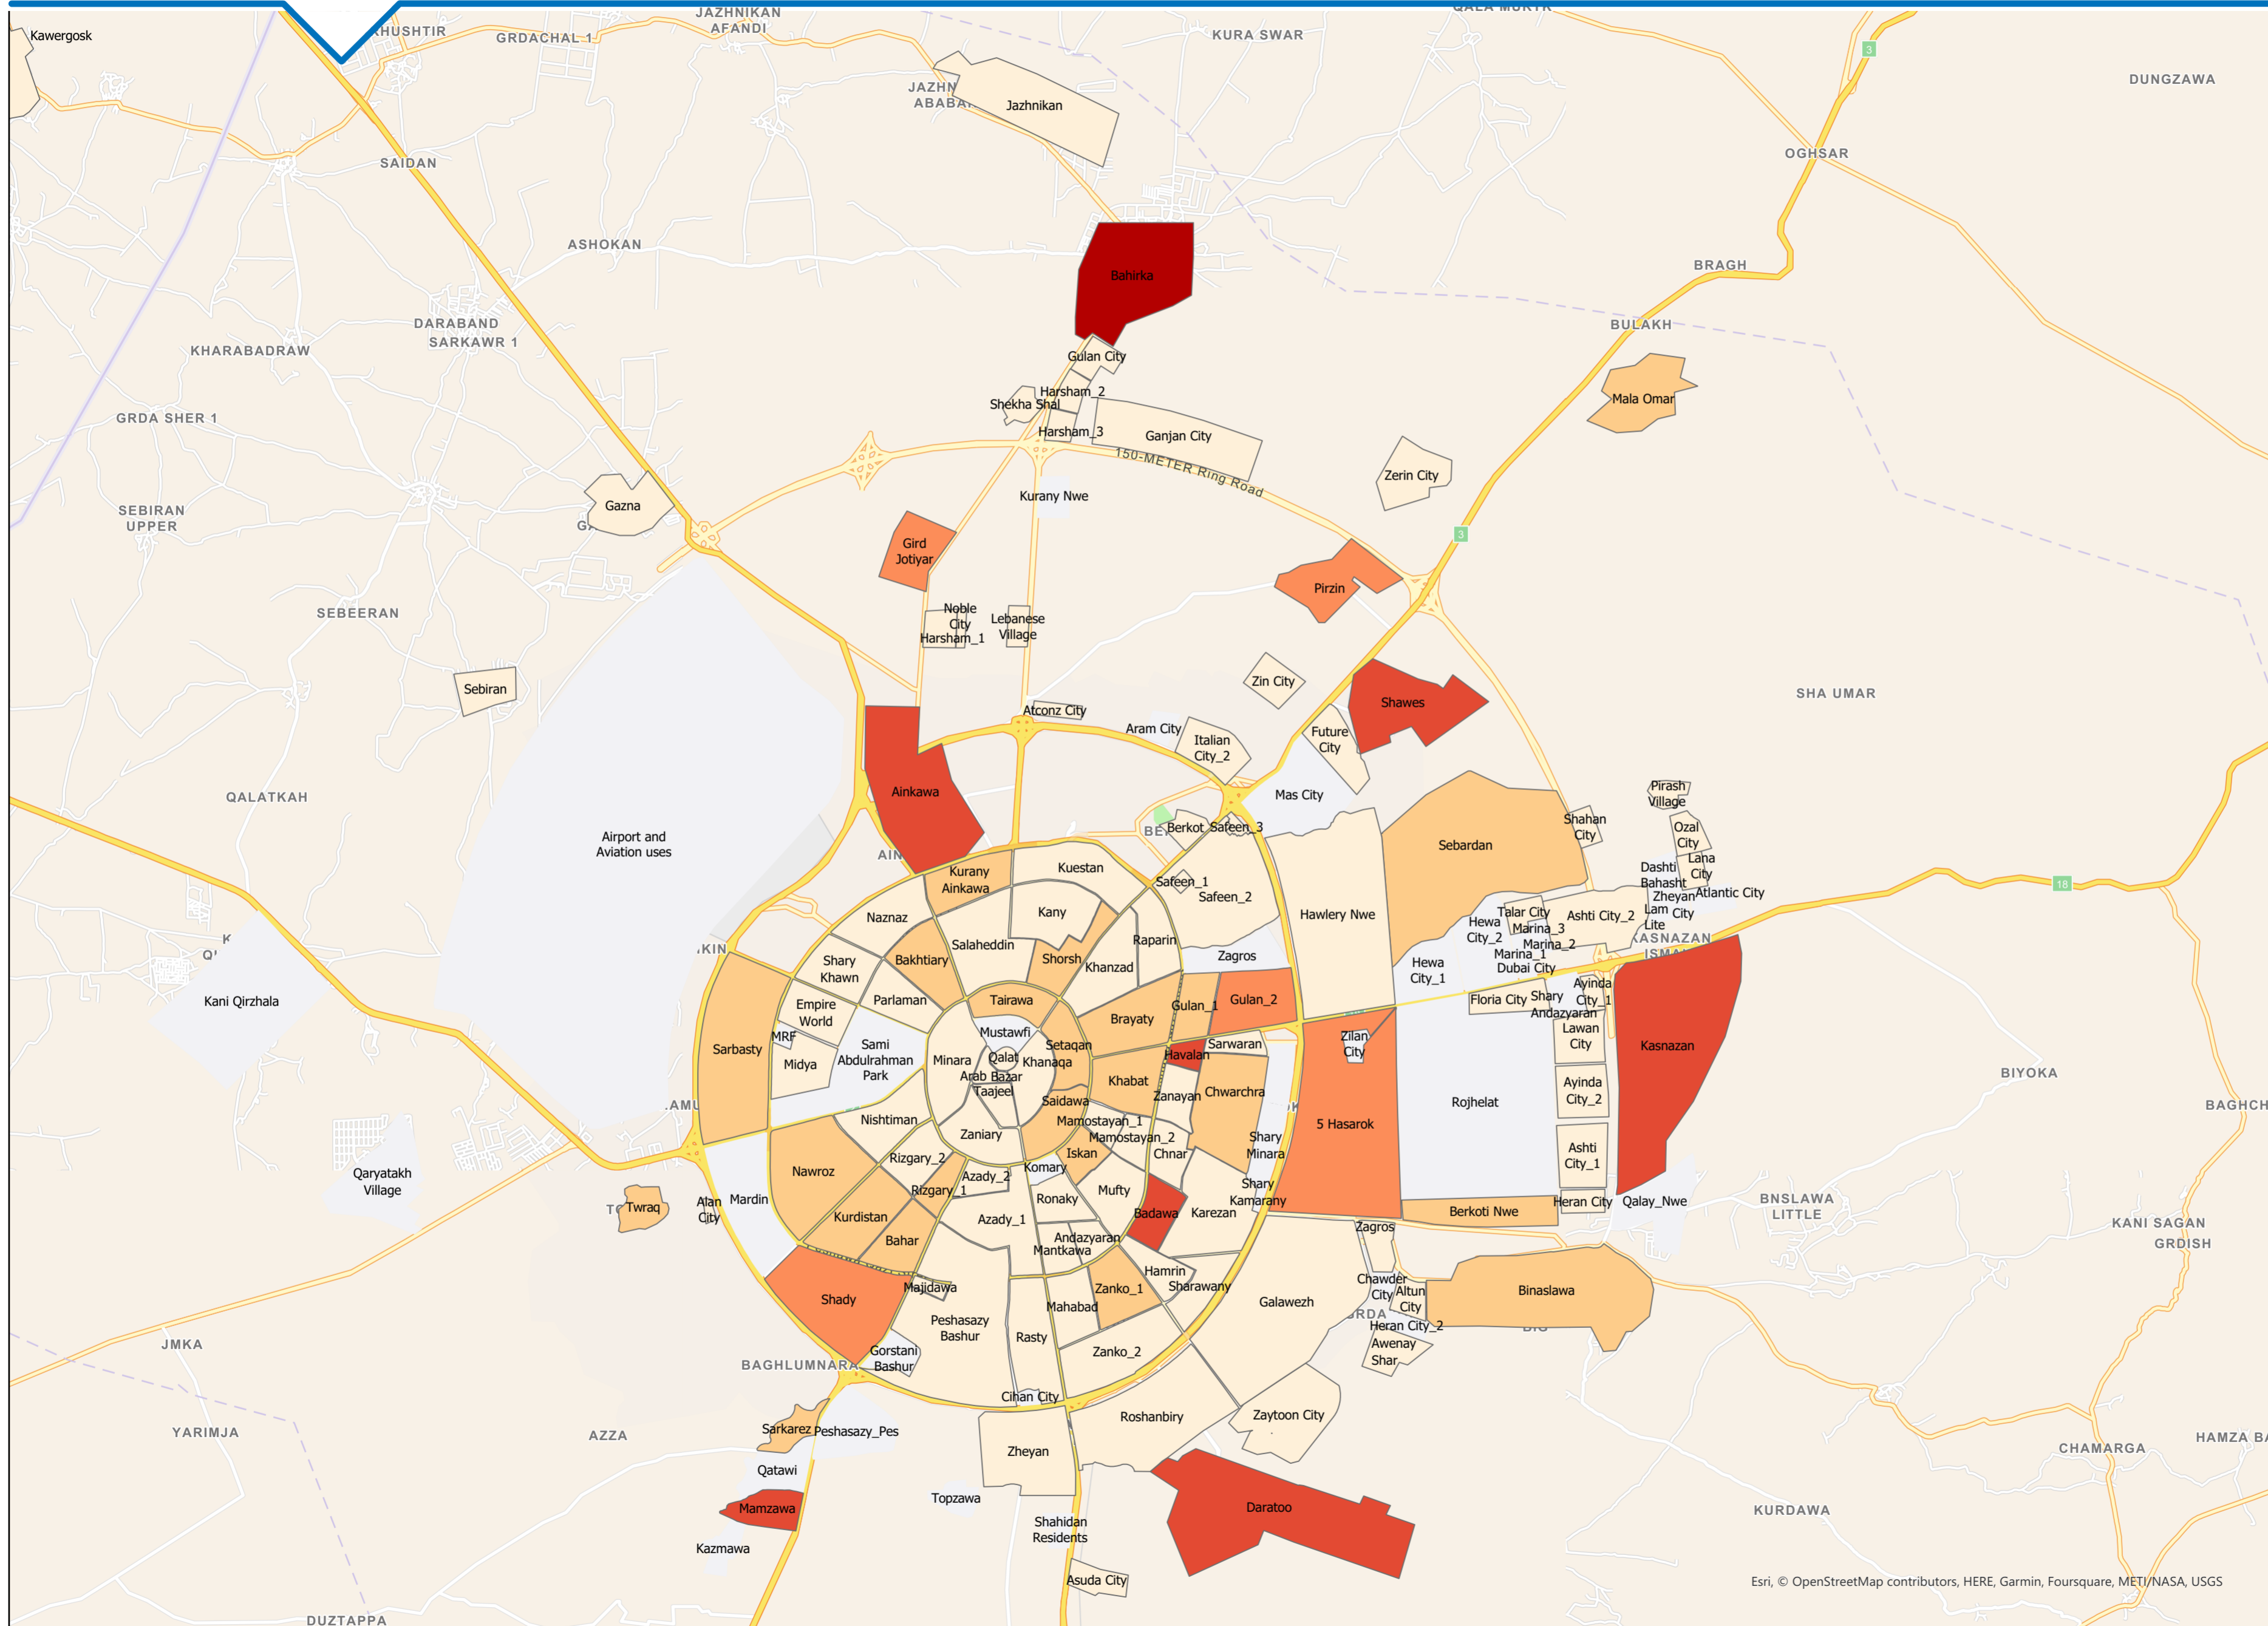 JAZHNIKAN
AFANDI
Kawergosk
GRDACHAL 1
KURA SWAR
3
DUNGZAWA
Jazhnikan
OGHSAR
SAIDAN
ASHOKAN
BRAGH
Bahirka
DARABAND
SARKAWR 1
BULAKH
KHARABADRAW
Gulan City
Harsham_2
Shekha Shal
Mala Omar
GRDA SHER 1
Harsham_3
Ganjan City
150-METER Ring Road
Zerin City
Kurany Nwe
Gazna
SEBIRAN
UPPER
3
Gird
Jotiyar
Pirzin
SEBEERAN
Noble
City
Harsham_1
Lebanese
Village
Sebiran
Zin City
SHA UMAR
Shawes
Atconz City
Aram City
Italian
City_2
Future
City
QALATKAH
Ainkawa
Mas City
Pirash
Village
Airport and
Aviation uses
Berkot
Safeen_3
Shahan
City
Ozal
City
Sebardan
Kurany
Ainkawa
Kuestan
Safeen_1
Safeen_2
Lana
City
Dashti
Bahasht
Zheyan
City
Atlantic City
18
Naznaz
Kany
Hawlery Nwe
Talar City
Ashti City_2
Lam
Lite
Hewa
City_2
Marina_3
Marina_2
Marina_1
Dubai City
Salaheddin
Raparin
Shorsh
Khanzad
Zagros
Hewa
City_1
KASNAZAN
Bakhtiary
Shary
Khawn
Kani Qirzhala
Parlaman
Tairawa
Gulan_1
Gulan_2
Floria City
Shary
Andazyaran
Ayinda
City_1
Empire
World
Brayaty
MRF
Mustawfi
Setaqan
Lawan
City
Kasnazan
Sarbasty
Sami
Abdulrahman
Park
Minara
Qalat
Khanaqa
Havalan
Sarwaran
Zilan
City
Midya
Arab
Bazar
Taajeel
Khabat
Chwarchra
Zanayan
Ayinda
City_2
BIYOKA
Saidawa
Rojhelat
Nishtiman
Mamostayan_1
Mamostayan_2
5 Hasarok
Zaniary
Chnar
Shary
Minara
Ashti
City_1
Iskan
Rizgary_2
Nawroz
Qaryatakh
Village
Komary
Azady_2
Rizgary_1
Mufty
Shary
Kamarany
Twraq
Alan
City
Mardin
Ronaky
Badawa
Karezan
Berkoti Nwe
Heran City
Qalay_Nwe
BNSLAWA
LITTLE
Kurdistan
Azady_1
KANI SAGAN
Bahar
Andazyaran
Mantkawa
Zagros
GRDISH
Majidawa
Zanko_1
Hamrin
Sharawany
Chawder
City
Altun
City
Binaslawa
Shady
Mahabad
Galawezh
Peshasazy
Bashur
Rasty
Heran City_2
Awenay
Shar
JMKA
Gorstani
Bashur
Zanko_2
BAGHLUMNARA
Cihan City
Sarkarez
Peshasazy_Pes
Roshanbiry
Zaytoon City
YARIMJA
AZZA
Zheyan
CHAMARGA
Qatawi
Topzawa
Mamzawa
Daratoo
KURDAWA
Shahidan
Residents
Kazmawa
Asuda City
Esri, © OpenStreetMap contributors, HERE, Garmin, Foursquare, METI/NASA, USGS
DUZTAPPA